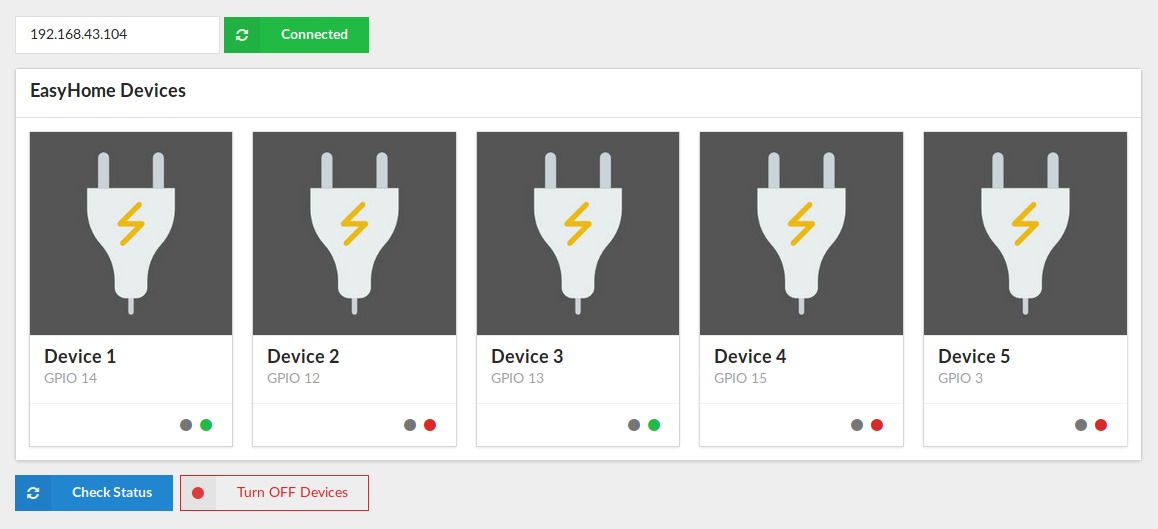 192.168.43.104
Connected
EasyHome Devices
Device 1
GPIO 14
Device 2
GPIO 12
Device 3
GPIO 13
Device 4
GPIO 15
Device 5
GPIO 3
Check Status
Turn OFF Devices